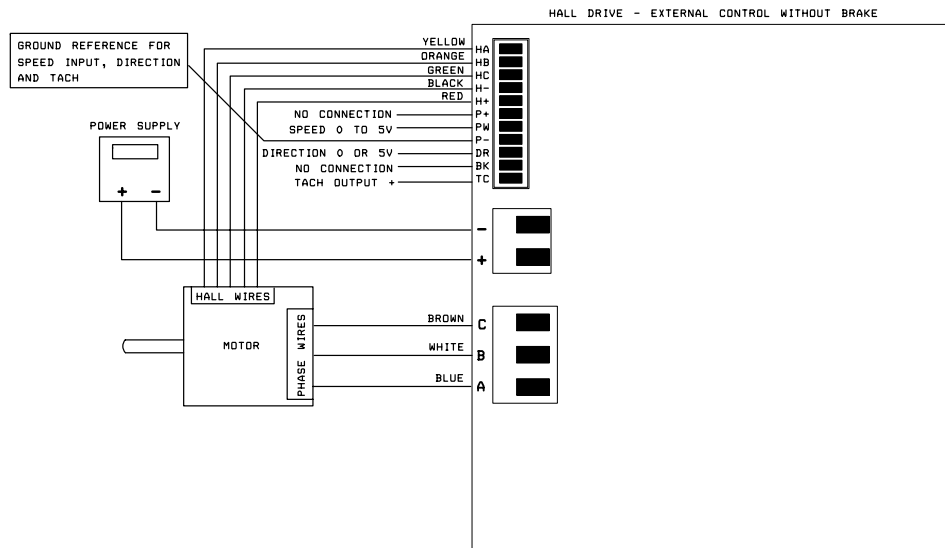 HALL DRIVE - EXTERNAL CONTROL WITHOUT BRAKE
GROUND REFERENCE FOR
SPEED INPUT, DIRECTION
AND TACH
YELLOW HA
ORANGE HB
GREEN HC
BLACK H-
RED H+
NO CONNECTION P+
SPEED 0 TO 5V PW
P-
DIRECTION 0 OR 5V DR
NO CONNECTION BK
TACH OUTPUT + TC
POWER SUPPLY
+ -
-
+
HALL WIRES
MOTOR
PHASE WIRES
BROWN C
WHITE B
BLUE A